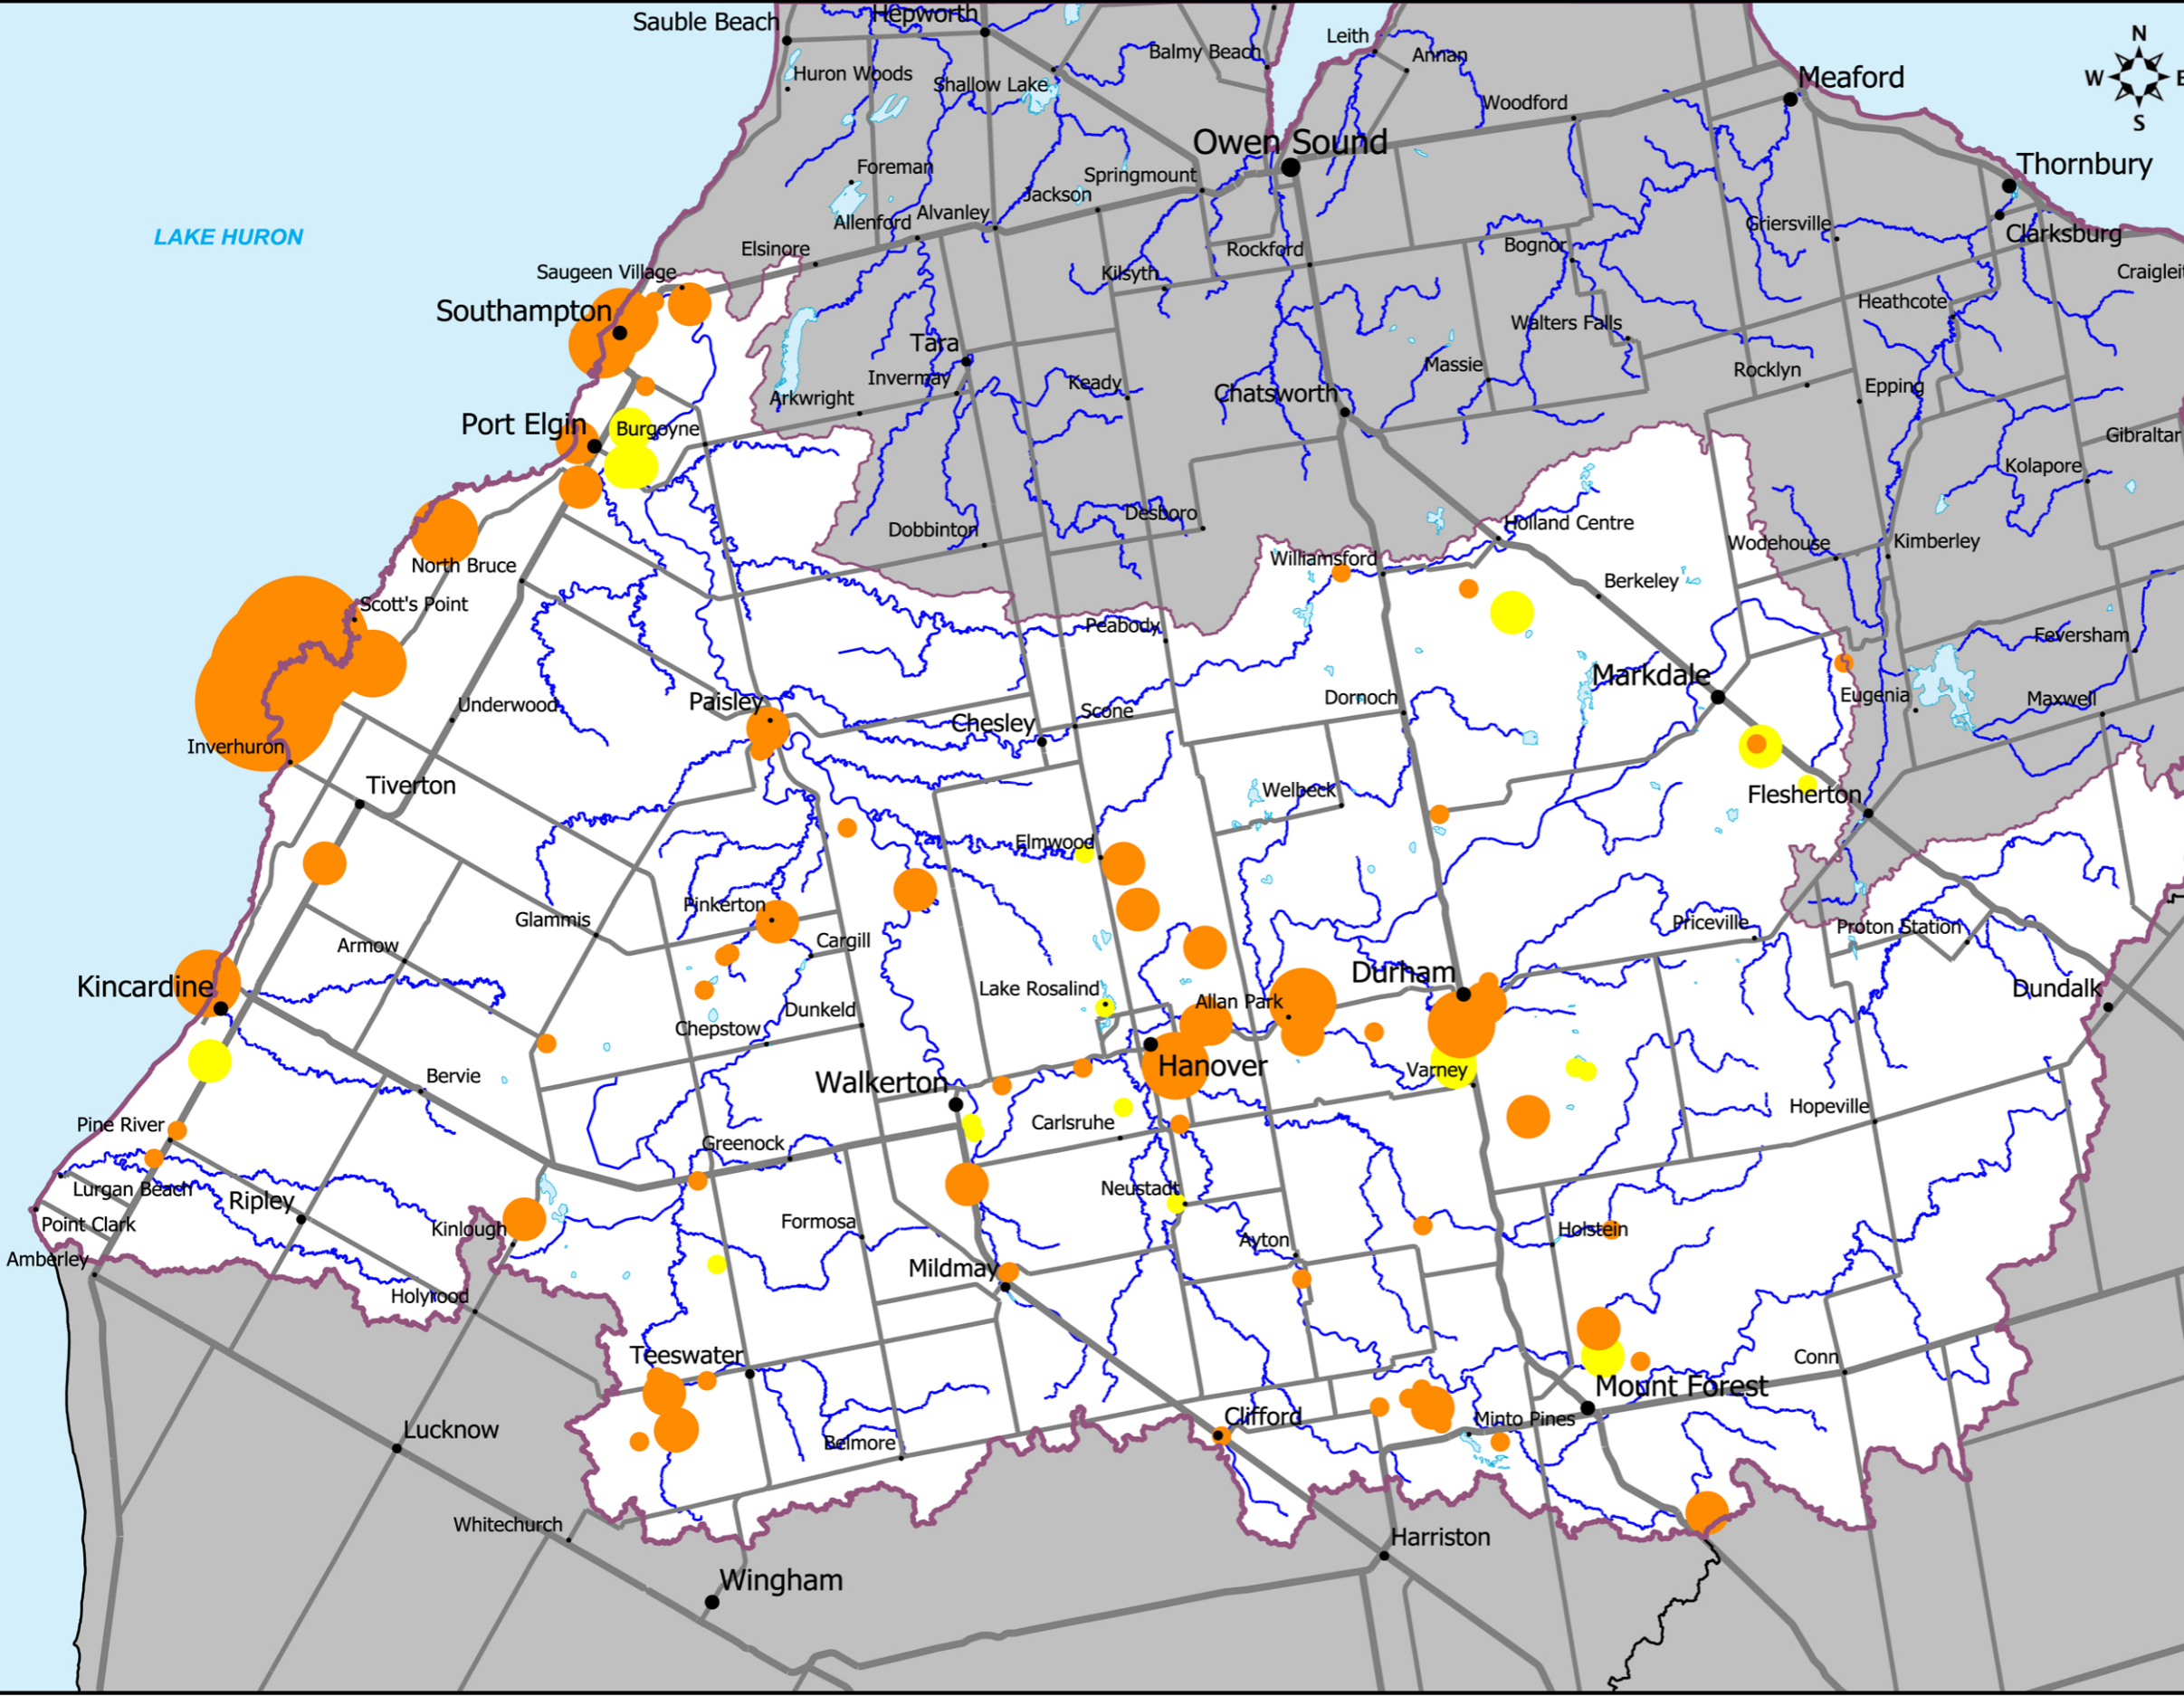 Sauble Beach
Hepworth
Leith
Balmy Beach
Annan
N
Huron Woods
Shallow Lake
Meaford
W
E
Woodford
S
Owen Sound
Foreman
Springmount
Thornbury
Jackson
Allenford
Alvanley
Griersville
Clarksburg
LAKE HURON
Elsinore
Rockford
Bognor
Saugeen Village
Kilsyth
Craigleit
Southampton
Heathcote
Walters Falls
Tara
Massie
Rocklyn
Invermay
Keady
Epping
Arkwright
Chatsworth
Port Elgin
Burgoyne
Gibraltar
Kolapore
Desboro
Dobbinton
Holland Centre
Wodehouse
Kimberley
North Bruce
Williamsford
Berkeley
Scott's Point
Peabody
Feversham
Markdale
Underwood
Paisley
Dornoch
Eugenia
Maxwell
Chesley
Scone
Inverhuron
Tiverton
Welbeck
Flesherton
Elmwood
Pinkerton
Glammis
Priceville
Proton Station
Armow
Cargill
Kincardine
Lake Rosalind
Durham
Dundalk
Allan Park
Dunkeld
Chepstow
Hanover
Varney
Bervie
Walkerton
Hopeville
Pine River
Carlsruhe
Greenock
Lurgan Beach
Ripley
Neustadt
Point Clark
Kinlough
Formosa
Holstein
Amberley
Ayton
Mildmay
Holyrood
Teeswater
Conn
Mount Forest
Lucknow
Clifford
Minto Pines
Belmore
Whitechurch
Harriston
Wingham